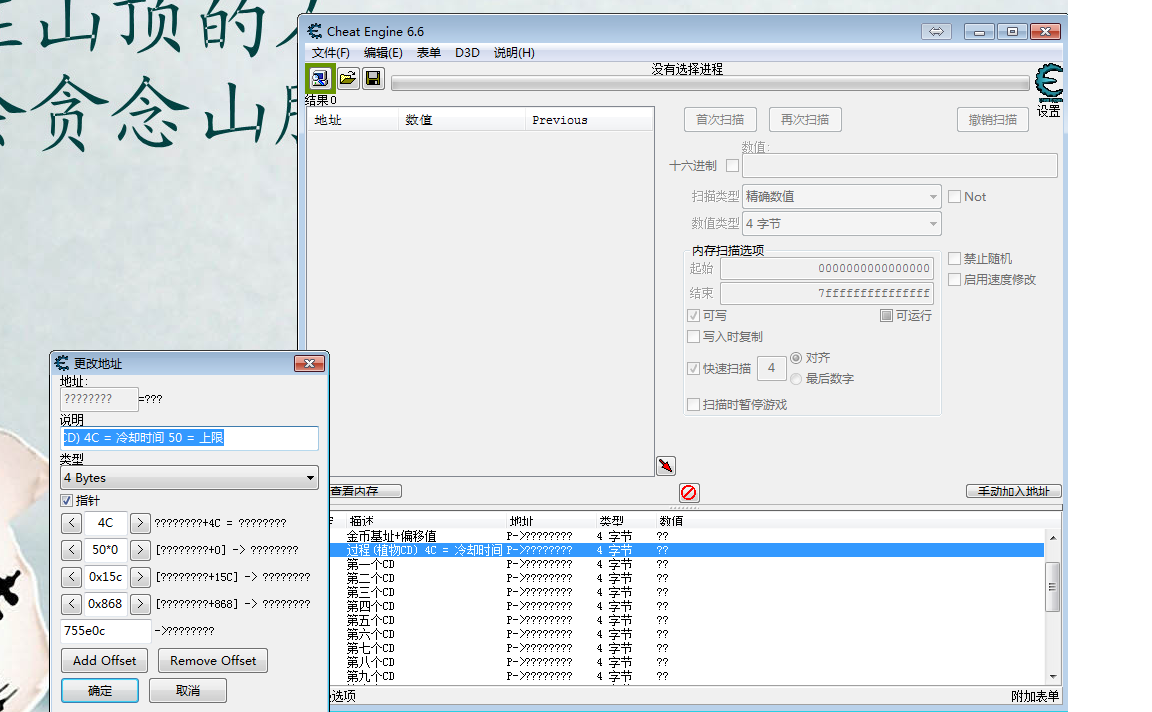 山顶的人
贪念山
Cheat Engine 6.6
文件(F) 编辑(E) 表单 D3D 说明(H)
没有选择进程
结果0
设置
地址 数值 Previous
首次扫描 再次扫描 撤销扫描
数值:
十六进制
扫描类型 精确数值 Not
数值类型 4 字节
内存扫描选项
起始 0000000000000000
结束 7fffffffffffffff
禁止随机
启用速度修改
可写 可运行
写入时复制
快速扫描 4 对齐
最后数字
扫描时暂停游戏
查看内存 手动加入地址
描述 地址 类型 数值
金币基址+偏移值 P->???????? 4 字节 ??
过程(植物CD) 4C = 冷却时间 P->???????? 4 字节 ??
第一个CD P->???????? 4 字节 ??
第二个CD P->???????? 4 字节 ??
第三个CD P->???????? 4 字节 ??
第四个CD P->???????? 4 字节 ??
第五个CD P->???????? 4 字节 ??
第六个CD P->???????? 4 字节 ??
第七个CD P->???????? 4 字节 ??
第八个CD P->???????? 4 字节 ??
第九个CD P->???????? 4 字节 ??
选项 附加表单
更改地址
地址:
???????? =???
说明
CD) 4C = 冷却时间 50 = 上限
类型
4 Bytes
指针
< 4C > ????????+4C = ????????
< 50*0 > [????????+0] -> ????????
< 0x15c > [????????+15C] -> ????????
< 0x868 > [????????+868] -> ????????
755e0c ->????????
Add Offset Remove Offset
确定 取消